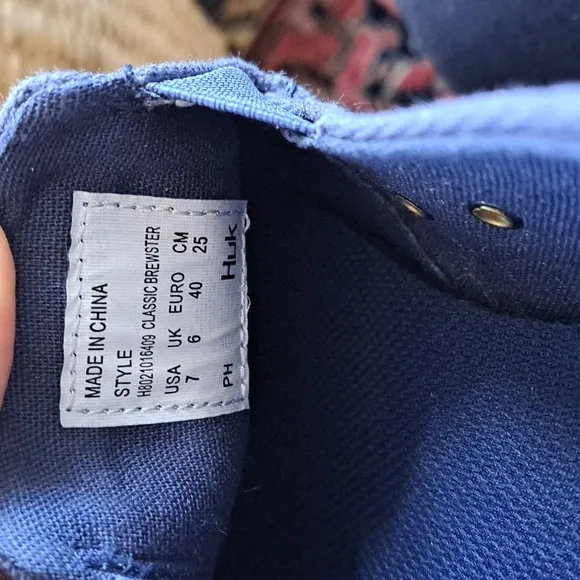 MADE IN CHINA
STYLE
H8021016409 CLASSIC BREWSTER
USA UK EURO CM
7 6 40 25
PH Huk